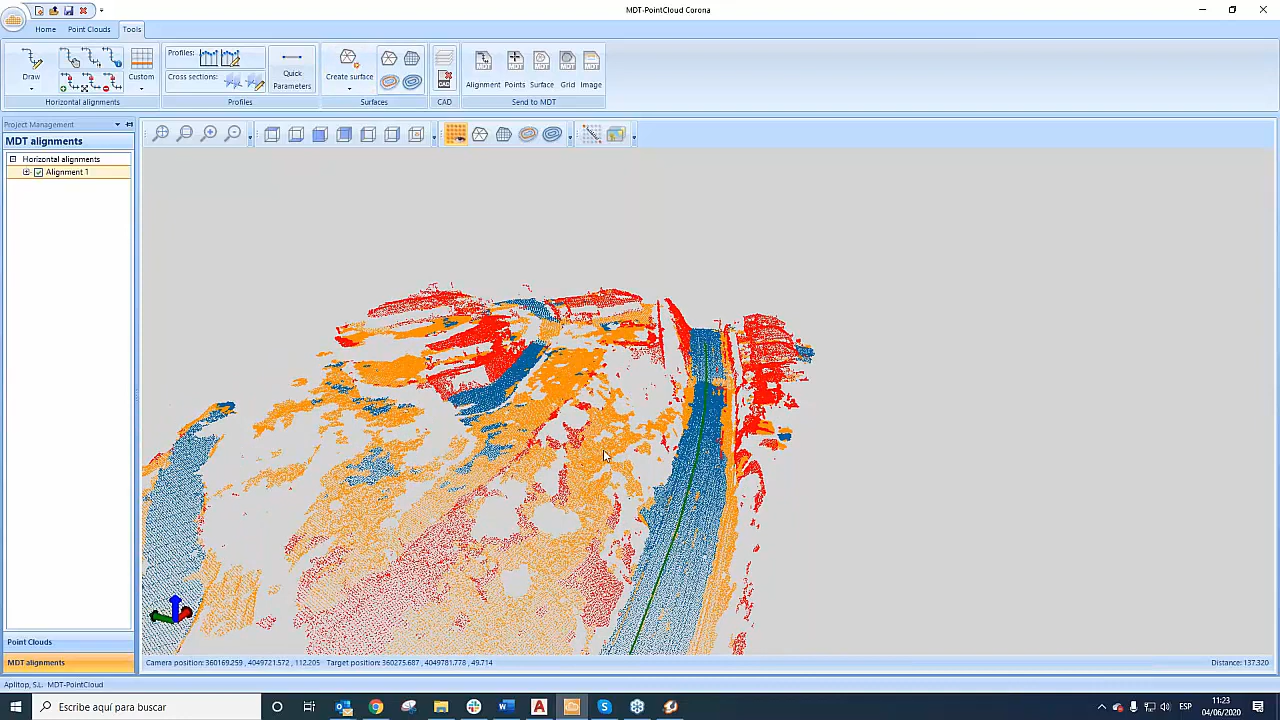 MDT-PointCloud Corona
Home
Point Clouds
Tools
Draw
Custom
Horizontal alignments
Profiles:
Cross sections:
Profiles
Quick Parameters
Create surface
Surfaces
CAD
CAD
Alignment
Points
Surface
Grid
Image
Send to MDT
Project Management
MDT alignments
Horizontal alignments
Alignment 1
Point Clouds
MDT alignments
Camera position: 360169.259 , 4049721.572 , 112.205 Target position: 360275.687 , 4049781.778 , 49.714
Distance: 137.320
Aplitop, S.L. MDT-PointCloud
Escribe aquí para buscar
ESP
11:23
04/06/2020